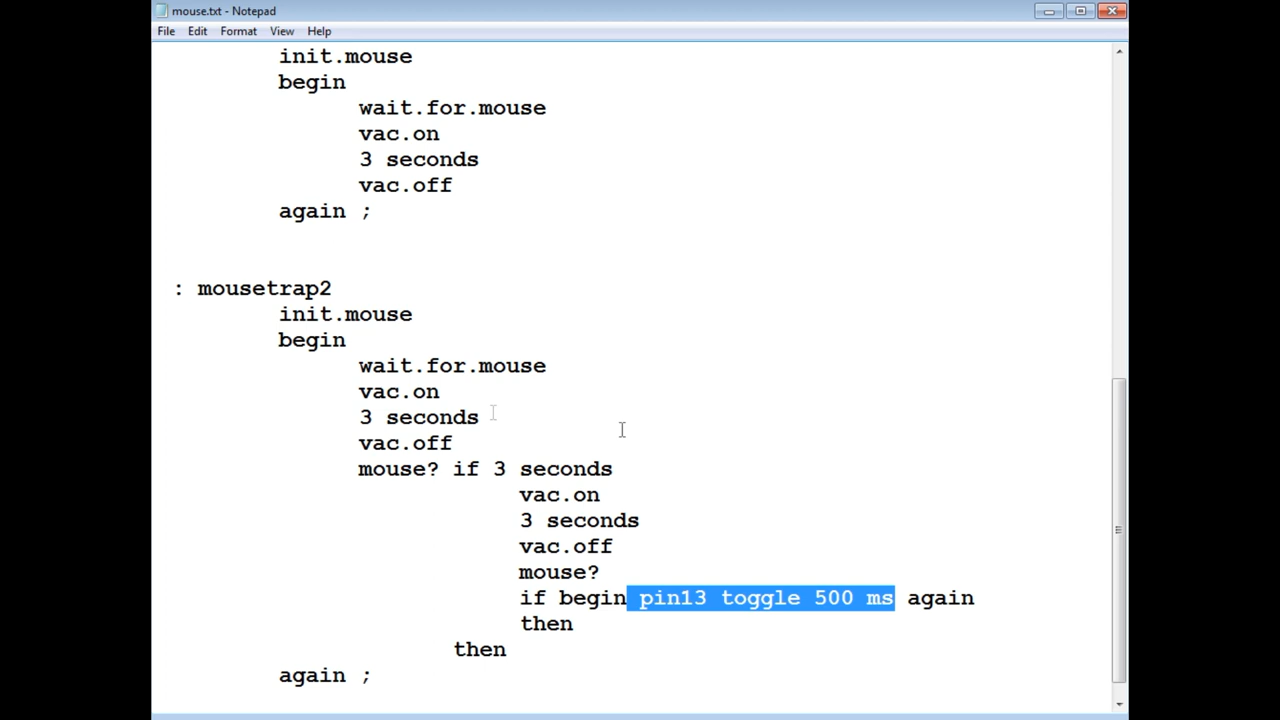 mouse.txt - Notepad
File Edit Format View Help
init.mouse
begin
wait.for.mouse
vac.on
3 seconds
vac.off
again ;
: mousetrap2
init.mouse
begin
wait.for.mouse
vac.on
3 seconds
vac.off
mouse? if 3 seconds
vac.on
3 seconds
vac.off
mouse?
if begin pin13 toggle 500 ms again
then
then
again ;